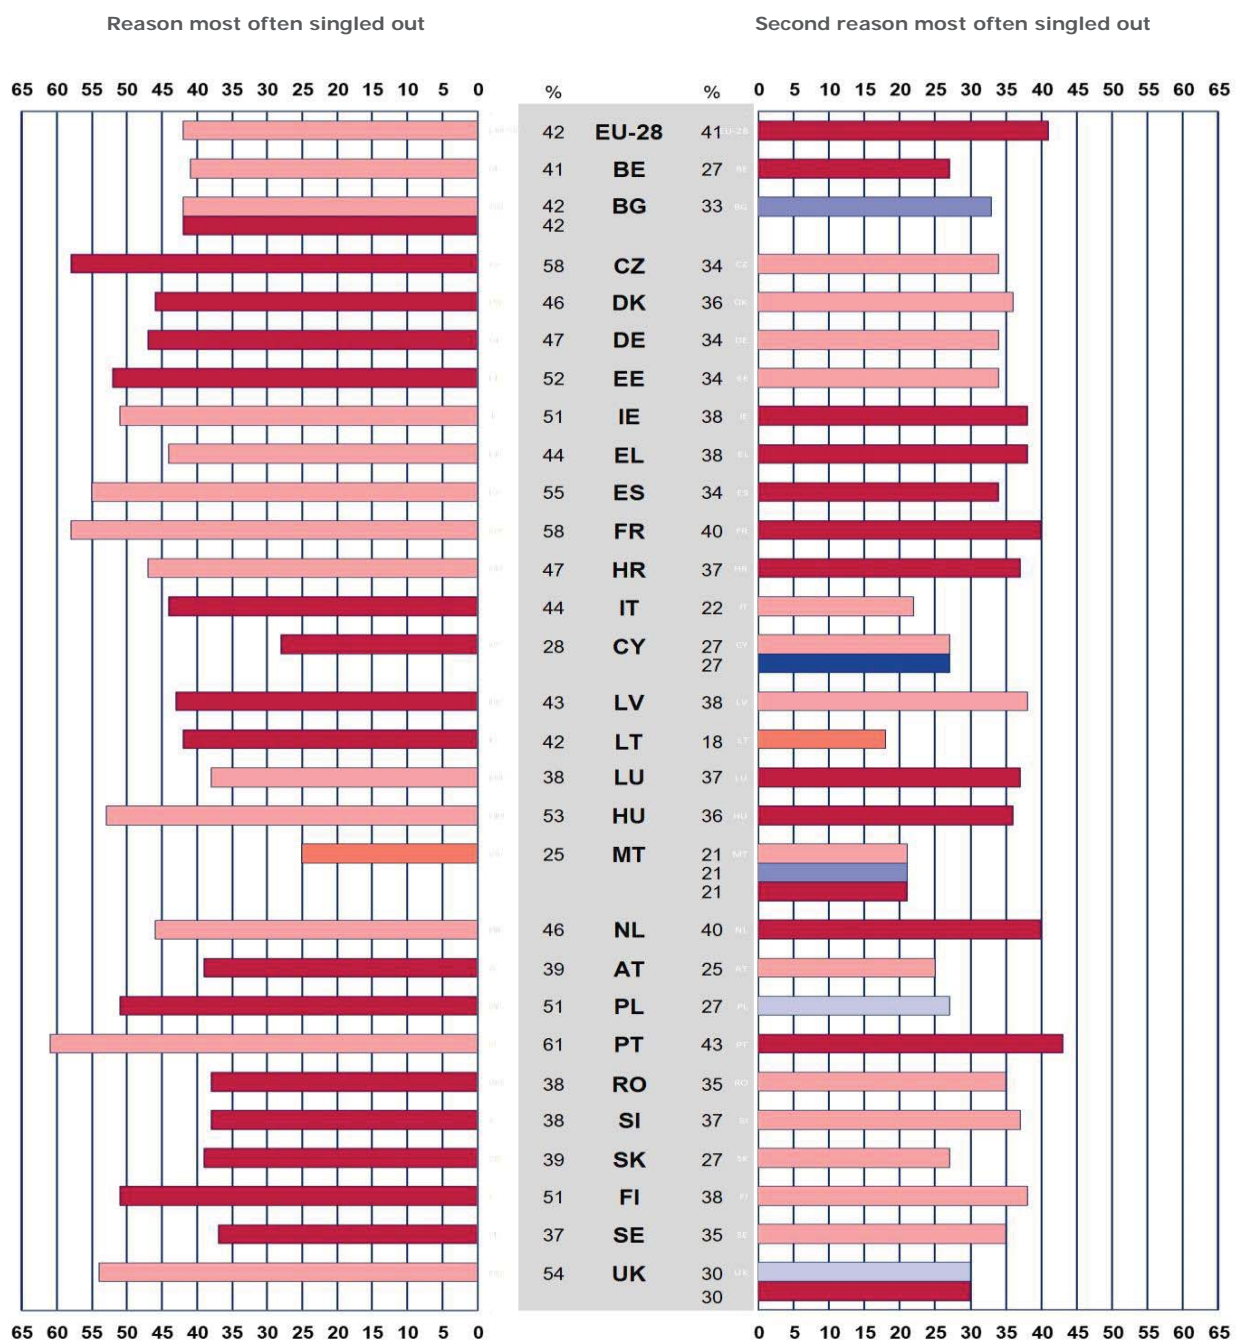 Reason most often singled out Second reason most often singled out
65 60 55 50 45 40 35 30 25 20 15 10 5 0 % % 0 5 10 15 20 25 30 35 40 45 50 55 60 65
42 EU-28 41
41 BE 27
42 BG 33
42
58 CZ 34
46 DK 36
47 DE 34
52 EE 34
51 IE 38
44 EL 38
55 ES 34
58 FR 40
47 HR 37
44 IT 22
28 CY 27
27
43 LV 38
42 LT 18
38 LU 37
53 HU 36
25 MT 21
21
21
46 NL 40
39 AT 25
51 PL 27
61 PT 43
38 RO 35
38 SI 37
39 SK 27
51 FI 38
37 SE 35
54 UK 30
30
65 60 55 50 45 40 35 30 25 20 15 10 5 0 0 5 10 15 20 25 30 35 40 45 50 55 60 65